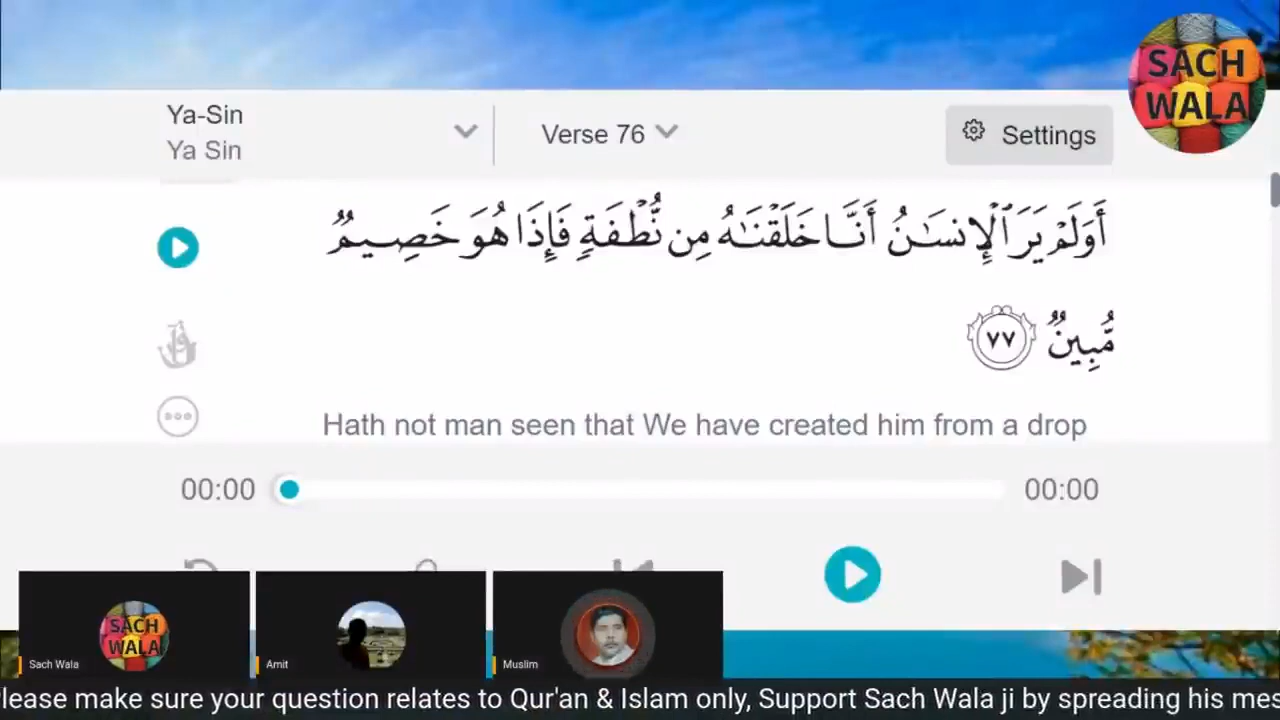 SACH
WALA
Ya-Sin
Ya Sin
Verse 76
Settings
أَوَلَمْ يَرَ ٱلْإِنسَـٰنُ أَنَّا خَلَقْنَـٰهُ مِن نُّطْفَةٍ فَإِذَا هُوَ خَصِيمٌ
مُّبِينٌ ٧٧
Hath not man seen that We have created him from a drop
00:00
00:00
SACH
WALA
Sach Wala
Amit
Muslim
lease make sure your question relates to Qur'an & Islam only, Support Sach Wala ji by spreading his mes